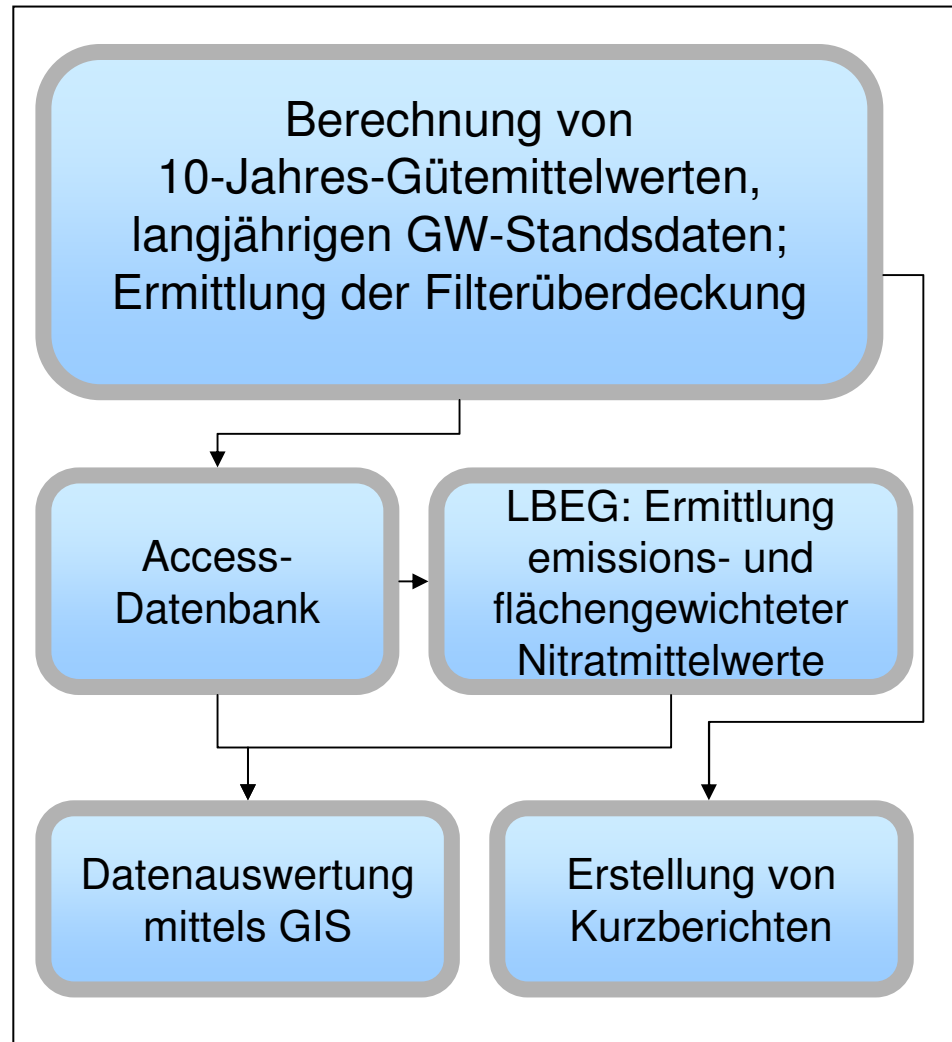 Berechnung von
10-Jahres-Gütemittelwerten,
langjährigen GW-Standsdaten;
Ermittlung der Filterüberdeckung
Access-
Datenbank
LBEG: Ermittlung
emissions- und
flächengewichteter
Nitratmittelwerte
Datenauswertung
mittels GIS
Erstellung von
Kurzberichten